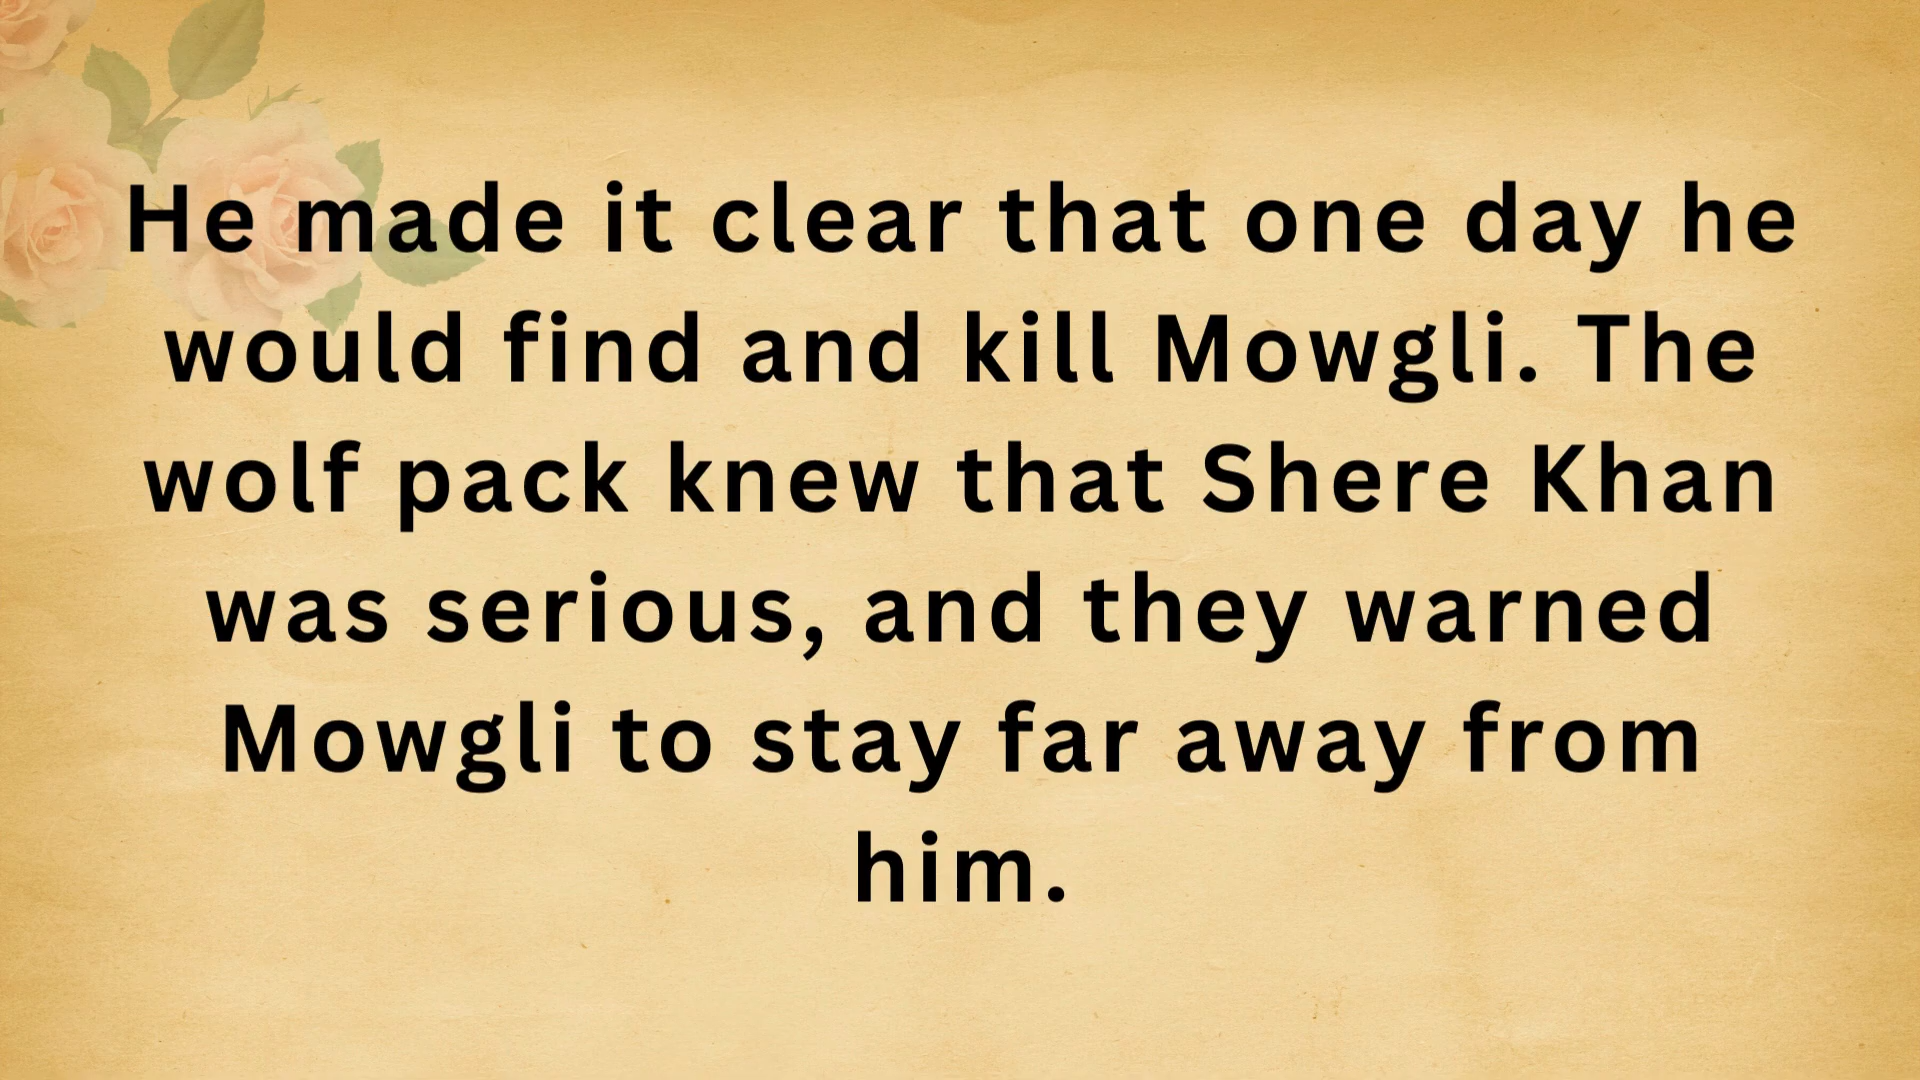 He made it clear that one day he
would find and kill Mowgli. The
wolf pack knew that Shere Khan
was serious, and they warned
Mowgli to stay far away from
him.